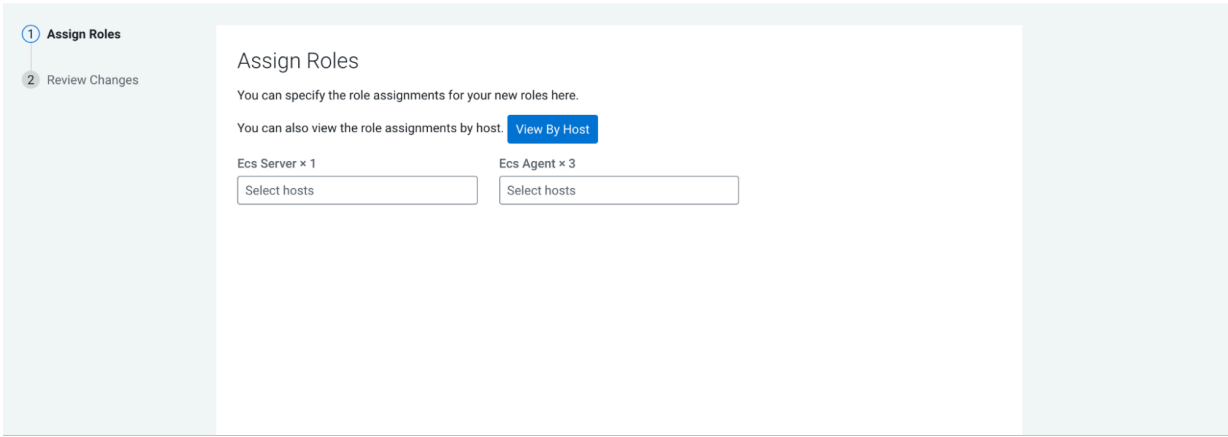 1 Assign Roles
2 Review Changes
Assign Roles
You can specify the role assignments for your new roles here.
You can also view the role assignments by host. View By Host
Ecs Server × 1 Ecs Agent × 3
Select hosts Select hosts